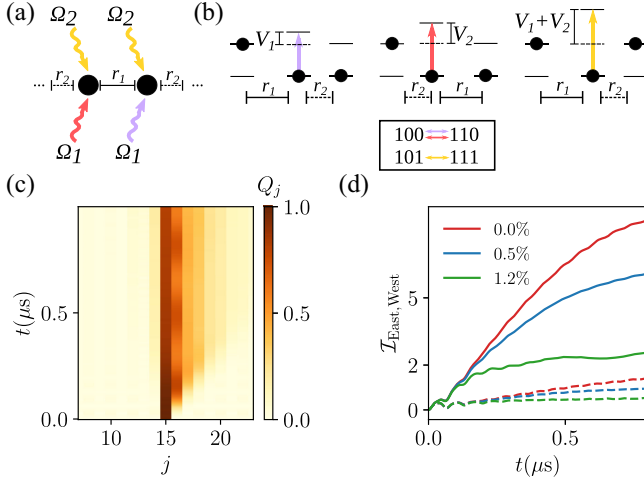 (a)
Ω2 Ω2
... r2 r1 r2 ...
Ω1 Ω1
(b)
V1 V2 V1+V2
r1 r2 r2 r1 r1 r2
100 110
101 111
(c)
Qj
1.0
0.5
0.0
t(μs)
0.5
0.0
10 15 20
j
(d)
0.0%
0.5%
1.2%
I East,West
5
2
0
0.0 0.5
t(μs)